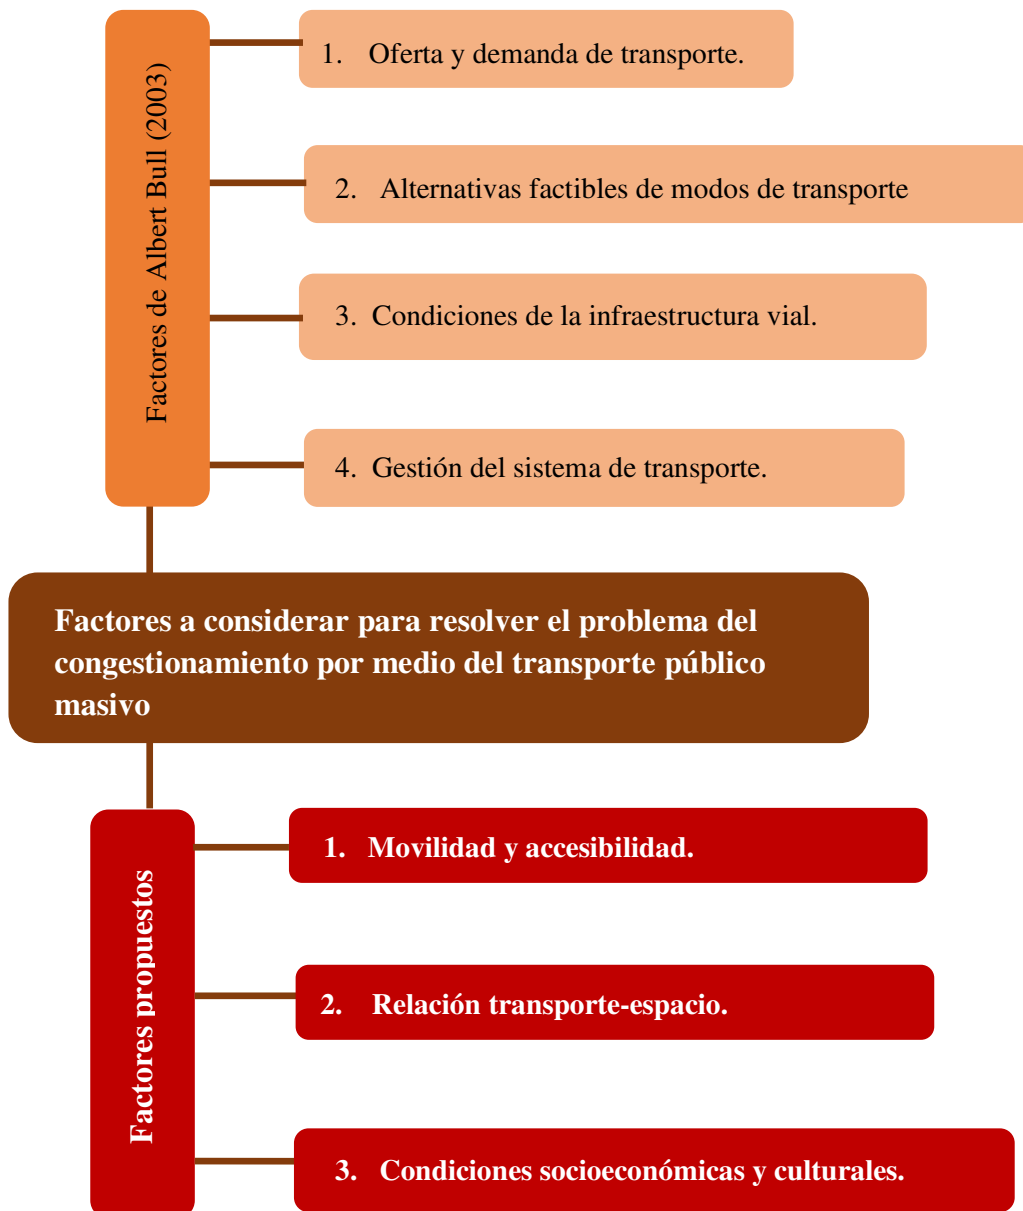 Factores de Albert Bull (2003)
1. Oferta y demanda de transporte.
2. Alternativas factibles de modos de transporte
3. Condiciones de la infraestructura vial.
4. Gestión del sistema de transporte.
Factores a considerar para resolver el problema del
congestionamiento por medio del transporte público
masivo
Factores propuestos
1. Movilidad y accesibilidad.
2. Relación transporte-espacio.
3. Condiciones socioeconómicas y culturales.